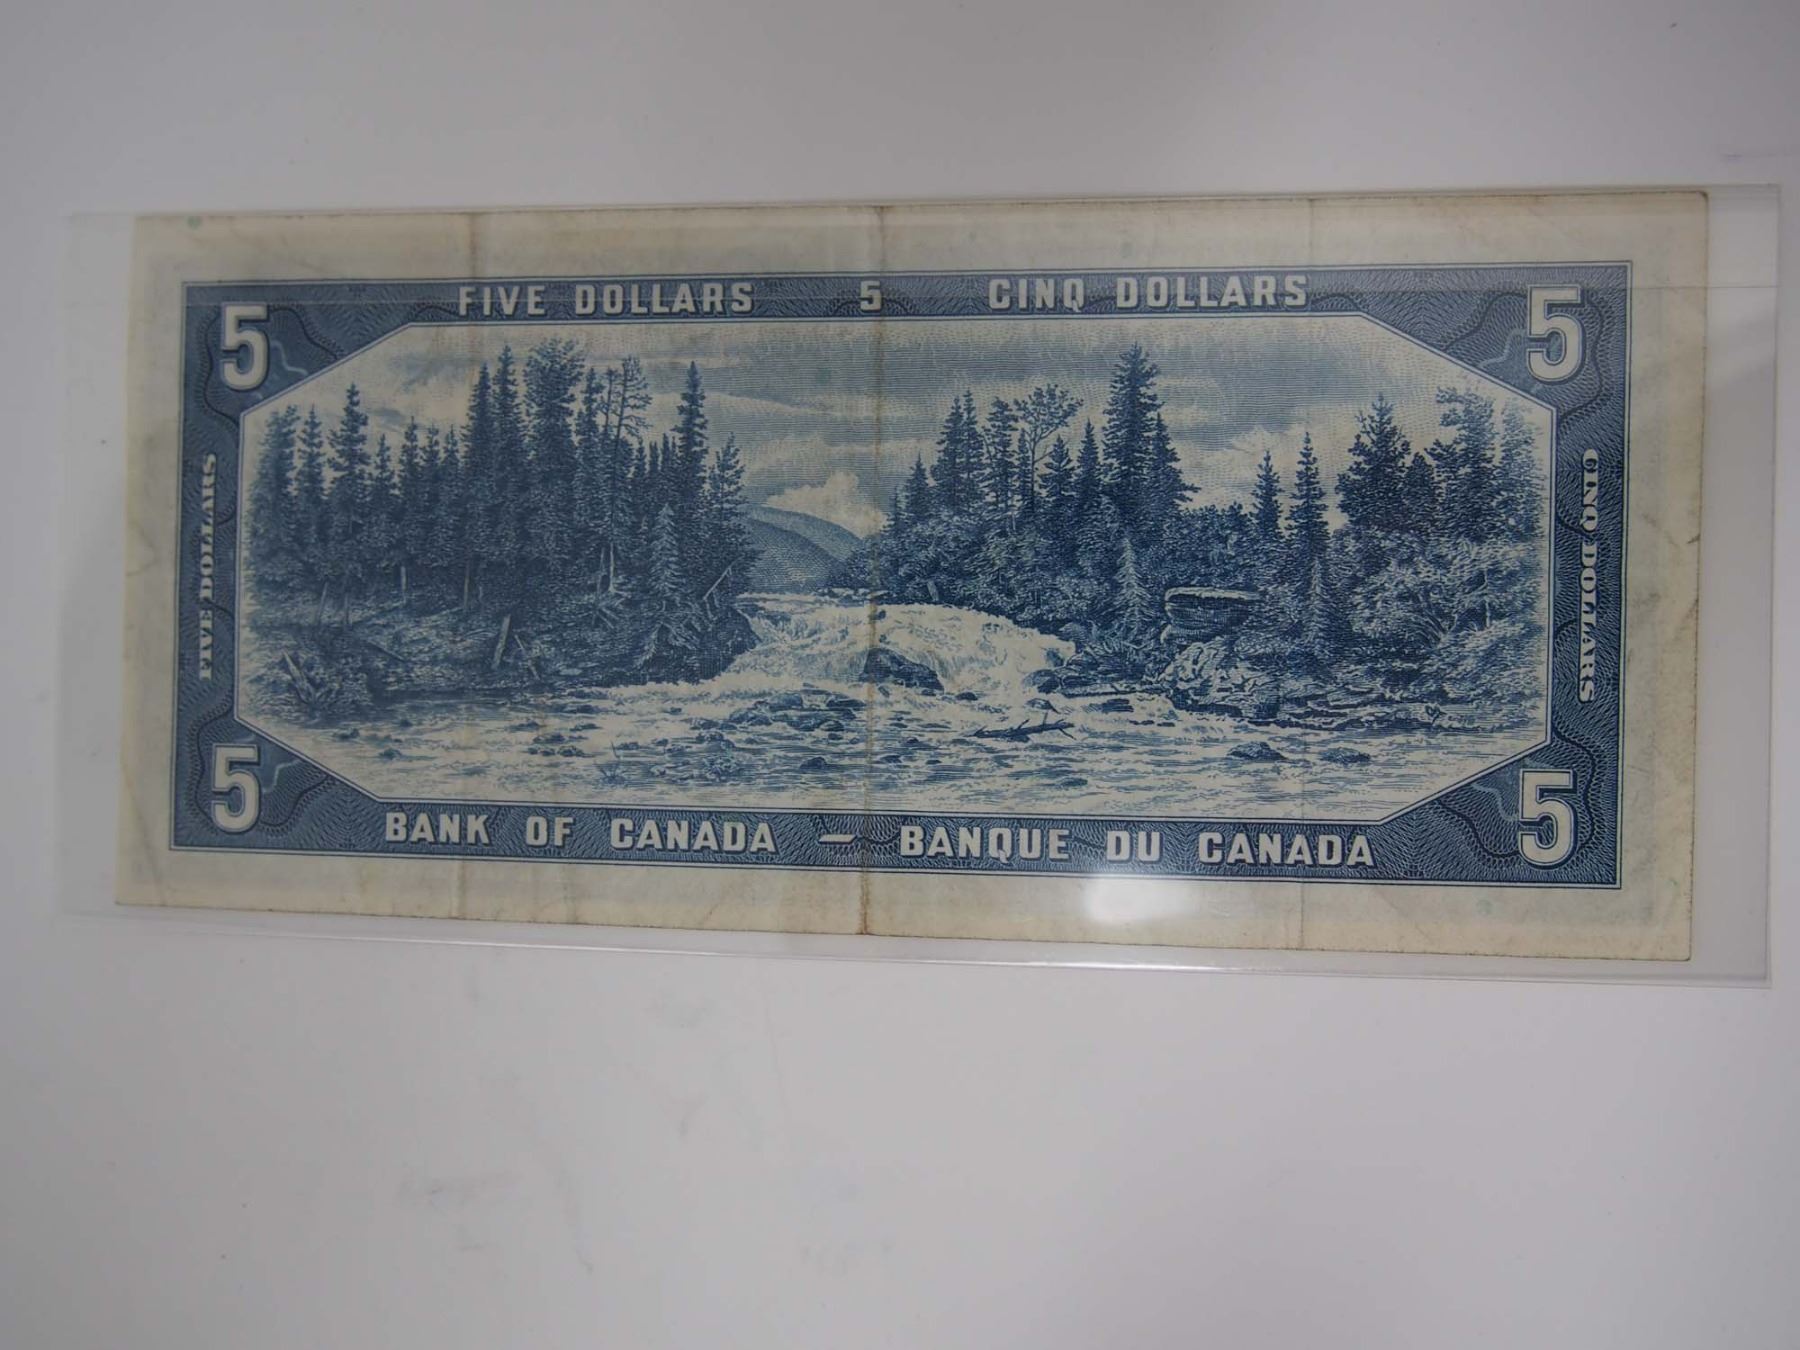 FIVE DOLLARS 5 CINQ DOLLARS
5 5
FIVE DOLLARS
CINQ DOLLARS
5 5
BANK OF CANADA — BANQUE DU CANADA